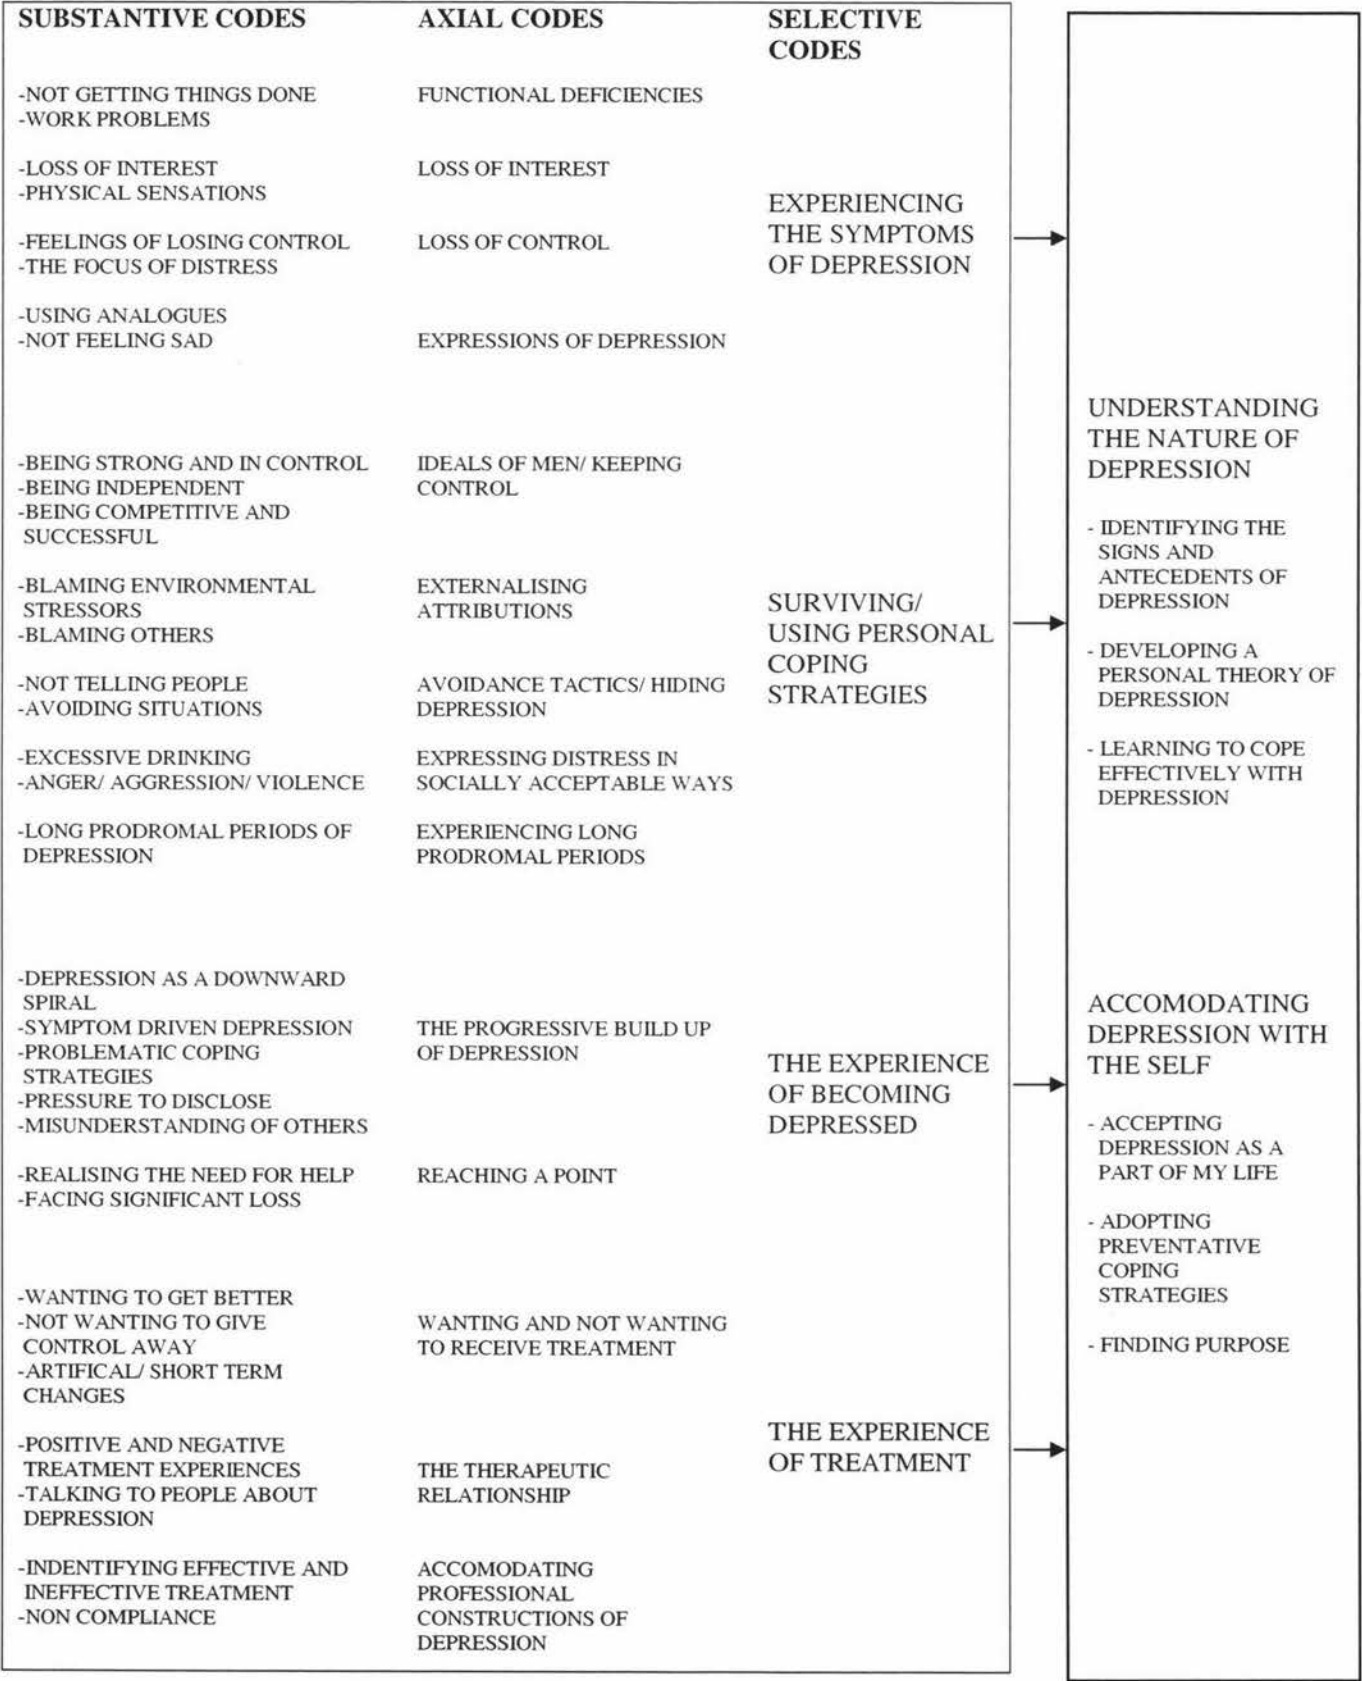 SUBSTANTIVE CODES
AXIAL CODES
SELECTIVE
CODES
-NOT GETTING THINGS DONE
-WORK PROBLEMS
FUNCTIONAL DEFICIENCIES
-LOSS OF INTEREST
-PHYSICAL SENSATIONS
LOSS OF INTEREST
-FEELINGS OF LOSING CONTROL
-THE FOCUS OF DISTRESS
LOSS OF CONTROL
-USING ANALOGUES
-NOT FEELING SAD
EXPRESSIONS OF DEPRESSION
EXPERIENCING
THE SYMPTOMS
OF DEPRESSION
-BEING STRONG AND IN CONTROL
-BEING INDEPENDENT
-BEING COMPETITIVE AND
SUCCESSFUL
IDEALS OF MEN/ KEEPING
CONTROL
-BLAMING ENVIRONMENTAL
STRESSORS
-BLAMING OTHERS
EXTERNALISING
ATTRIBUTIONS
-NOT TELLING PEOPLE
-AVOIDING SITUATIONS
AVOIDANCE TACTICS/ HIDING
DEPRESSION
-EXCESSIVE DRINKING
-ANGER/ AGGRESSION/ VIOLENCE
EXPRESSING DISTRESS IN
SOCIALLY ACCEPTABLE WAYS
-LONG PRODROMAL PERIODS OF
DEPRESSION
EXPERIENCING LONG
PRODROMAL PERIODS
SURVIVING/
USING PERSONAL
COPING
STRATEGIES
-DEPRESSION AS A DOWNWARD
SPIRAL
-SYMPTOM DRIVEN DEPRESSION
-PROBLEMATIC COPING
STRATEGIES
-PRESSURE TO DISCLOSE
-MISUNDERSTANDING OF OTHERS
THE PROGRESSIVE BUILD UP
OF DEPRESSION
-REALISING THE NEED FOR HELP
-FACING SIGNIFICANT LOSS
REACHING A POINT
THE EXPERIENCE
OF BECOMING
DEPRESSED
-WANTING TO GET BETTER
-NOT WANTING TO GIVE
CONTROL AWAY
-ARTIFICAL/ SHORT TERM
CHANGES
WANTING AND NOT WANTING
TO RECEIVE TREATMENT
-POSITIVE AND NEGATIVE
TREATMENT EXPERIENCES
-TALKING TO PEOPLE ABOUT
DEPRESSION
THE THERAPEUTIC
RELATIONSHIP
-INDENTIFYING EFFECTIVE AND
INEFFECTIVE TREATMENT
-NON COMPLIANCE
ACCOMODATING
PROFESSIONAL
CONSTRUCTIONS OF
DEPRESSION
THE EXPERIENCE
OF TREATMENT
UNDERSTANDING
THE NATURE OF
DEPRESSION
- IDENTIFYING THE
SIGNS AND
ANTECEDENTS OF
DEPRESSION
- DEVELOPING A
PERSONAL THEORY OF
DEPRESSION
- LEARNING TO COPE
EFFECTIVELY WITH
DEPRESSION
ACCOMODATING
DEPRESSION WITH
THE SELF
- ACCEPTING
DEPRESSION AS A
PART OF MY LIFE
- ADOPTING
PREVENTATIVE
COPING
STRATEGIES
- FINDING PURPOSE